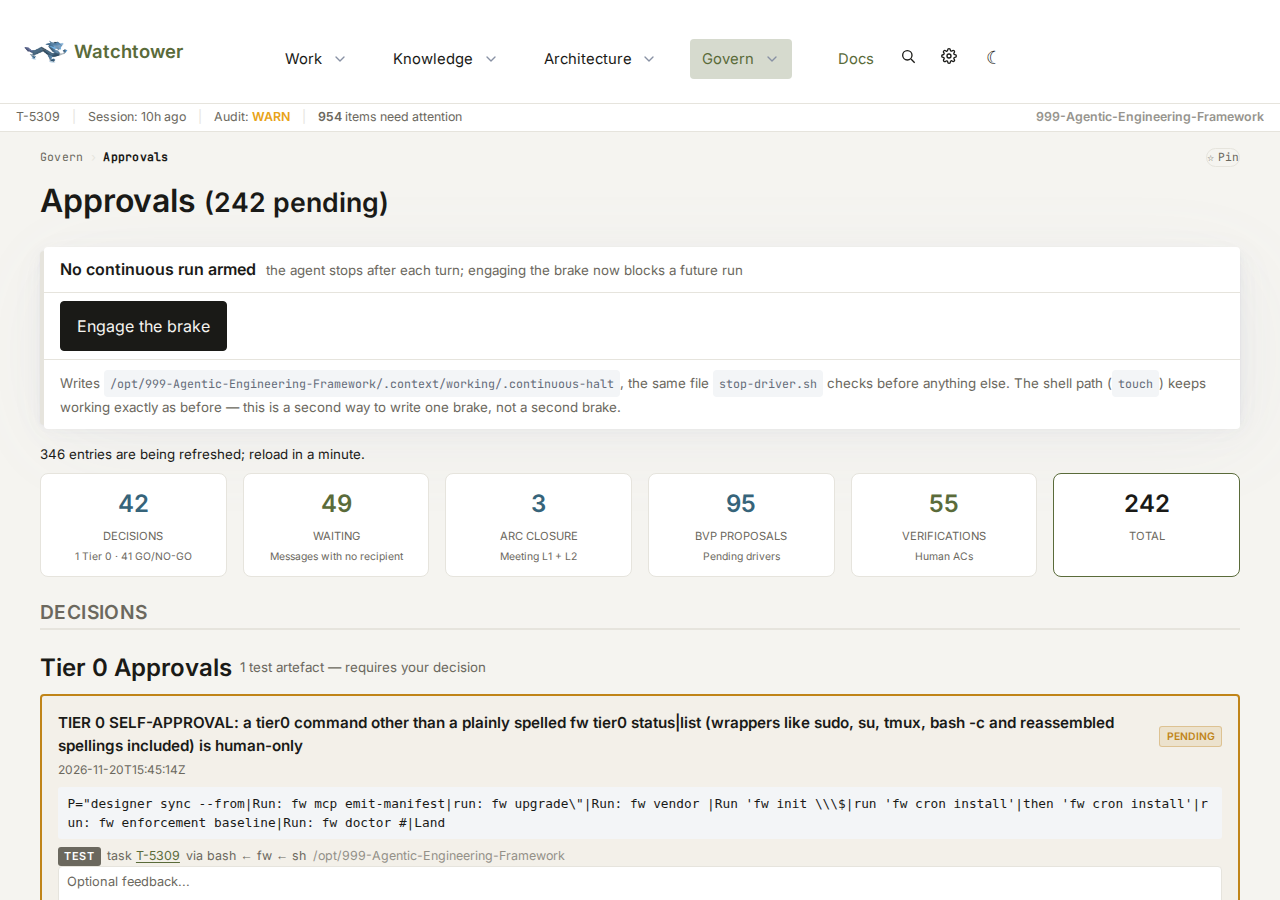 Watchtower
Work
Knowledge
Architecture
Govern
Docs
T-5309
Session: 10h ago
Audit: WARN
954 items need attention
999-Agentic-Engineering-Framework
Govern › Approvals
☆ Pin
Approvals (242 pending)
No continuous run armed the agent stops after each turn; engaging the brake now blocks a future run
Engage the brake
Writes /opt/999-Agentic-Engineering-Framework/.context/working/.continuous-halt, the same file stop-driver.sh checks before anything else. The shell path (touch) keeps
working exactly as before — this is a second way to write one brake, not a second brake.
346 entries are being refreshed; reload in a minute.
42
DECISIONS
1 Tier 0 · 41 GO/NO-GO
49
WAITING
Messages with no recipient
3
ARC CLOSURE
Meeting L1 + L2
95
BVP PROPOSALS
Pending drivers
55
VERIFICATIONS
Human ACs
242
TOTAL
DECISIONS
Tier 0 Approvals 1 test artefact — requires your decision
TIER 0 SELF-APPROVAL: a tier0 command other than a plainly spelled fw tier0 status|list (wrappers like sudo, su, tmux, bash -c and reassembled
spellings included) is human-only
PENDING
2026-11-20T15:45:14Z
P="designer sync --from|Run: fw mcp emit-manifest|run: fw upgrade\"|Run: fw vendor |Run 'fw init \\\$|run 'fw cron install'|then 'fw cron install'|r
un: fw enforcement baseline|Run: fw doctor #|Land
TEST task T-5309 via bash ← fw ← sh /opt/999-Agentic-Engineering-Framework
Optional feedback...